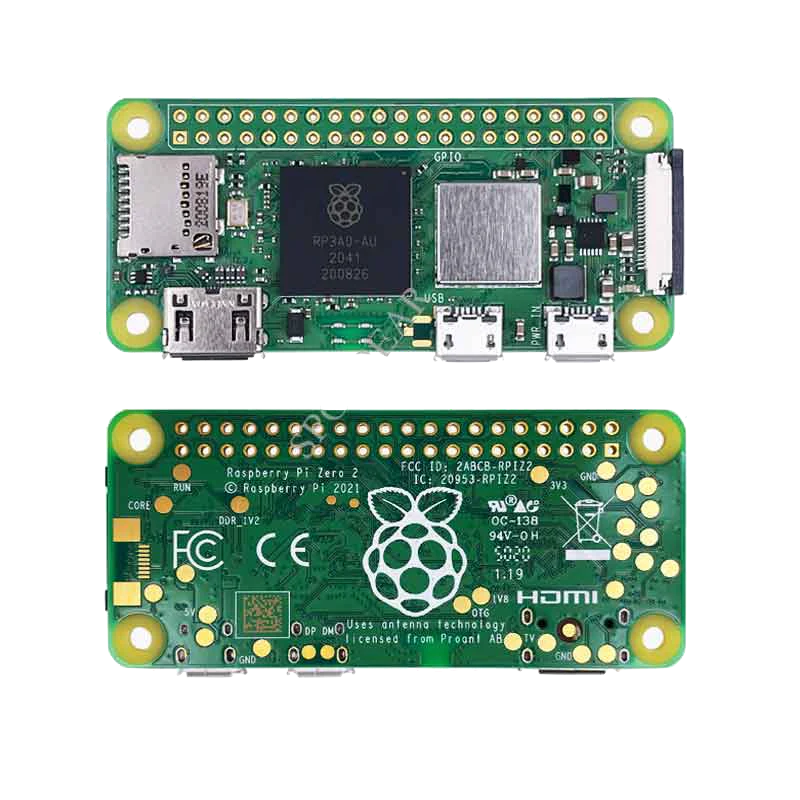 GPIO
200819E
RP3A0-AU
2041
200826
USB
PWR IN
Raspberry Pi Zero 2
© Raspberry Pi 2021
FCC ID: 2ABCB-RPIZ2
IC: 20953-RPIZ2
RUN
3V3
GND
CORE
DDR_1V2
OC-138
94V-0H
5020
1.19
FC
CE
1V8
HDMI
5V
OTG
DP DM
Uses antenna technology
licensed from Proant AB
TV
GND
GND